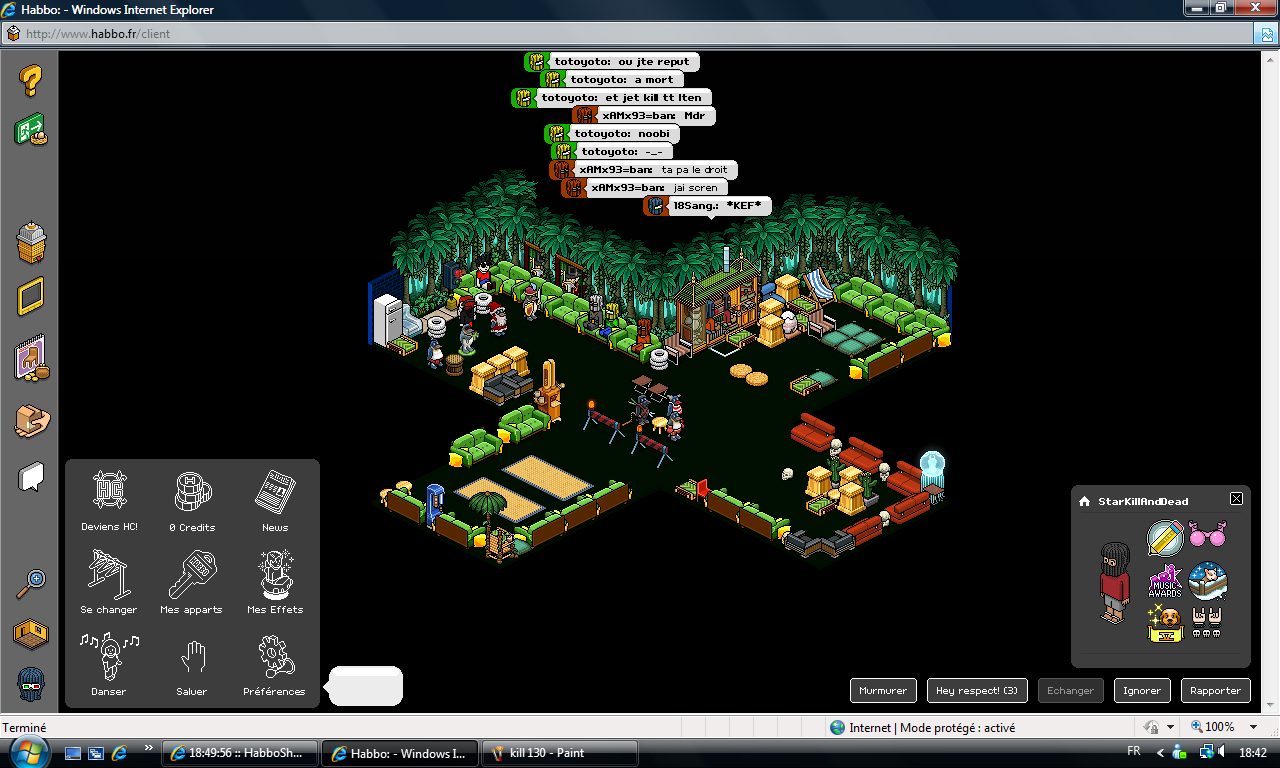 Habbo: - Windows Internet Explorer
http://www.habbo.fr/client
totoyoto: ou jte reput
totoyoto: a mort
totoyoto: et jet kill tt lten
xAMx93=ban: Mdr
totoyoto: noobi
totoyoto: -_-
xAMx93=ban: ta pa le droit
xAMx93=ban: jai scren
18Sang.: *KEF*
Deviens HC!
0 Credits
News
Se changer
Mes apparts
Mes Effets
Danser
Saluer
Préférences
StarKillAndDead
MUSIC
AWARDS
Murmurer
Hey respect! (3)
Echanger
Ignorer
Rapporter
Terminé
Internet | Mode protégé : activé
100%
18:49:56 :: HabboSh...
Habbo: - Windows I...
kill 130 - Paint
FR
18:42